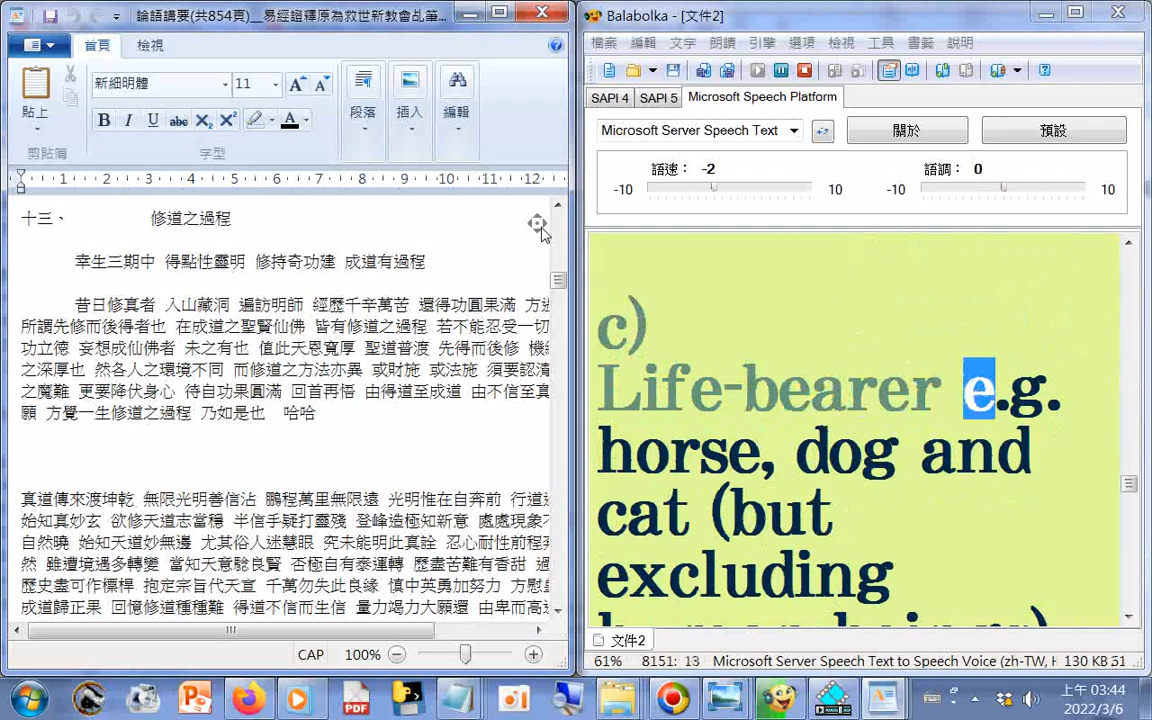 論語講要(共854頁)__易經證釋原為救世新教會乩筆...
首頁 檢視
新細明體 11
貼上
段落 插入 編輯
剪貼簿 字型
1 2 3 4 5 6 7 8 9 10 11 12
十三、 修道之過程
幸生三期中 得點性靈明 修持奇功建 成道有過程
昔日修真者 入山藏洞 遍訪明師 經歷千辛萬苦 還得功圓果滿 方
所謂先修而後得者也 在成道之聖賢仙佛 皆有修道之過程 若不能忍受一切
功立德 妄想成仙佛者 未之有也 值此天恩寬厚 聖道普渡 先得而後修 機
之深厚也 然各人之環境不同 而修道之方法亦異 或財施 或法施 須要認清
之魔難 更要降伏身心 待自功果圓滿 回首再悟 由得道至成道 由不信至真
願 方覺一生修道之過程 乃如是也 哈哈
真道傳來渡坤乾 無限光明善信沾 鵬程萬里無限遠 光明惟在自奔前 行道
始知真妙玄 欲修天道志當穩 半信乎疑打靈殘 登峰造極知新意 處處現象
自然曉 始知天道妙無邊 尤其俗人迷慧眼 究未能明此真詮 忍心耐性前程
然 雖遭境遇多轉變 當知天意騐良賢 否極自有泰運轉 歷盡苦難有香甜
歷史盡可作標桿 抱定宗旨代天宣 千萬勿失此良緣 慎中英勇加努力 方慰
成道歸正果 回憶修道種種難 得道不信而生信 量力竭力大願還 由卑而高
CAP 100%
Balabolka - [文件2]
檔案 編輯 文字 朗讀 引擎 選項 檢視 工具 書籤 說明
SAPI 4 SAPI 5 Microsoft Speech Platform
Microsoft Server Speech Text 關於 預設
語速： -2 語調： 0
-10 10 -10 10
c)
Life-bearer e.g.
horse, dog and
cat (but
excluding
文件2
61% 8151: 13 Microsoft Server Speech Text to Speech Voice (zh-TW, H 130 KB
上午 03:44
2022/3/6